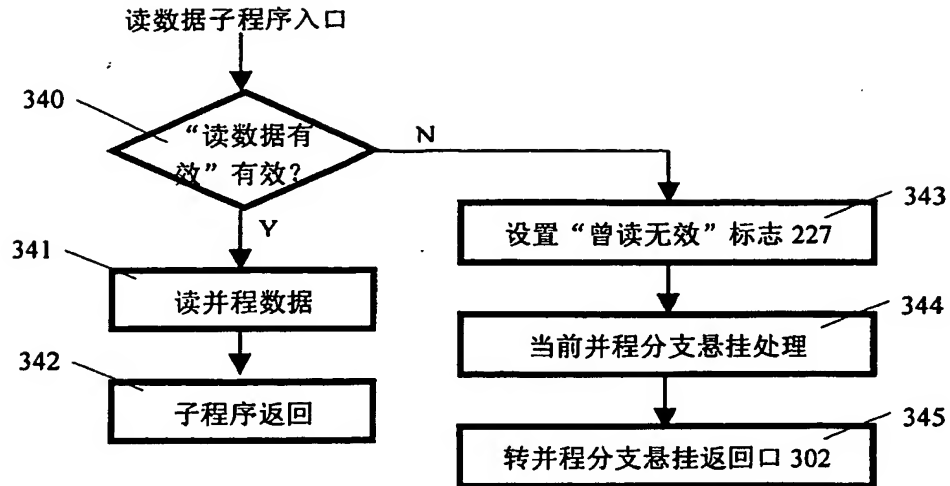 读数据子程序入口
340
“读数据有
效”有效?
N
Y
343
设置“曾读无效”标志 227
341
读并程数据
344
当前并程分支悬挂处理
342
子程序返回
345
转并程分支悬挂返回口 302